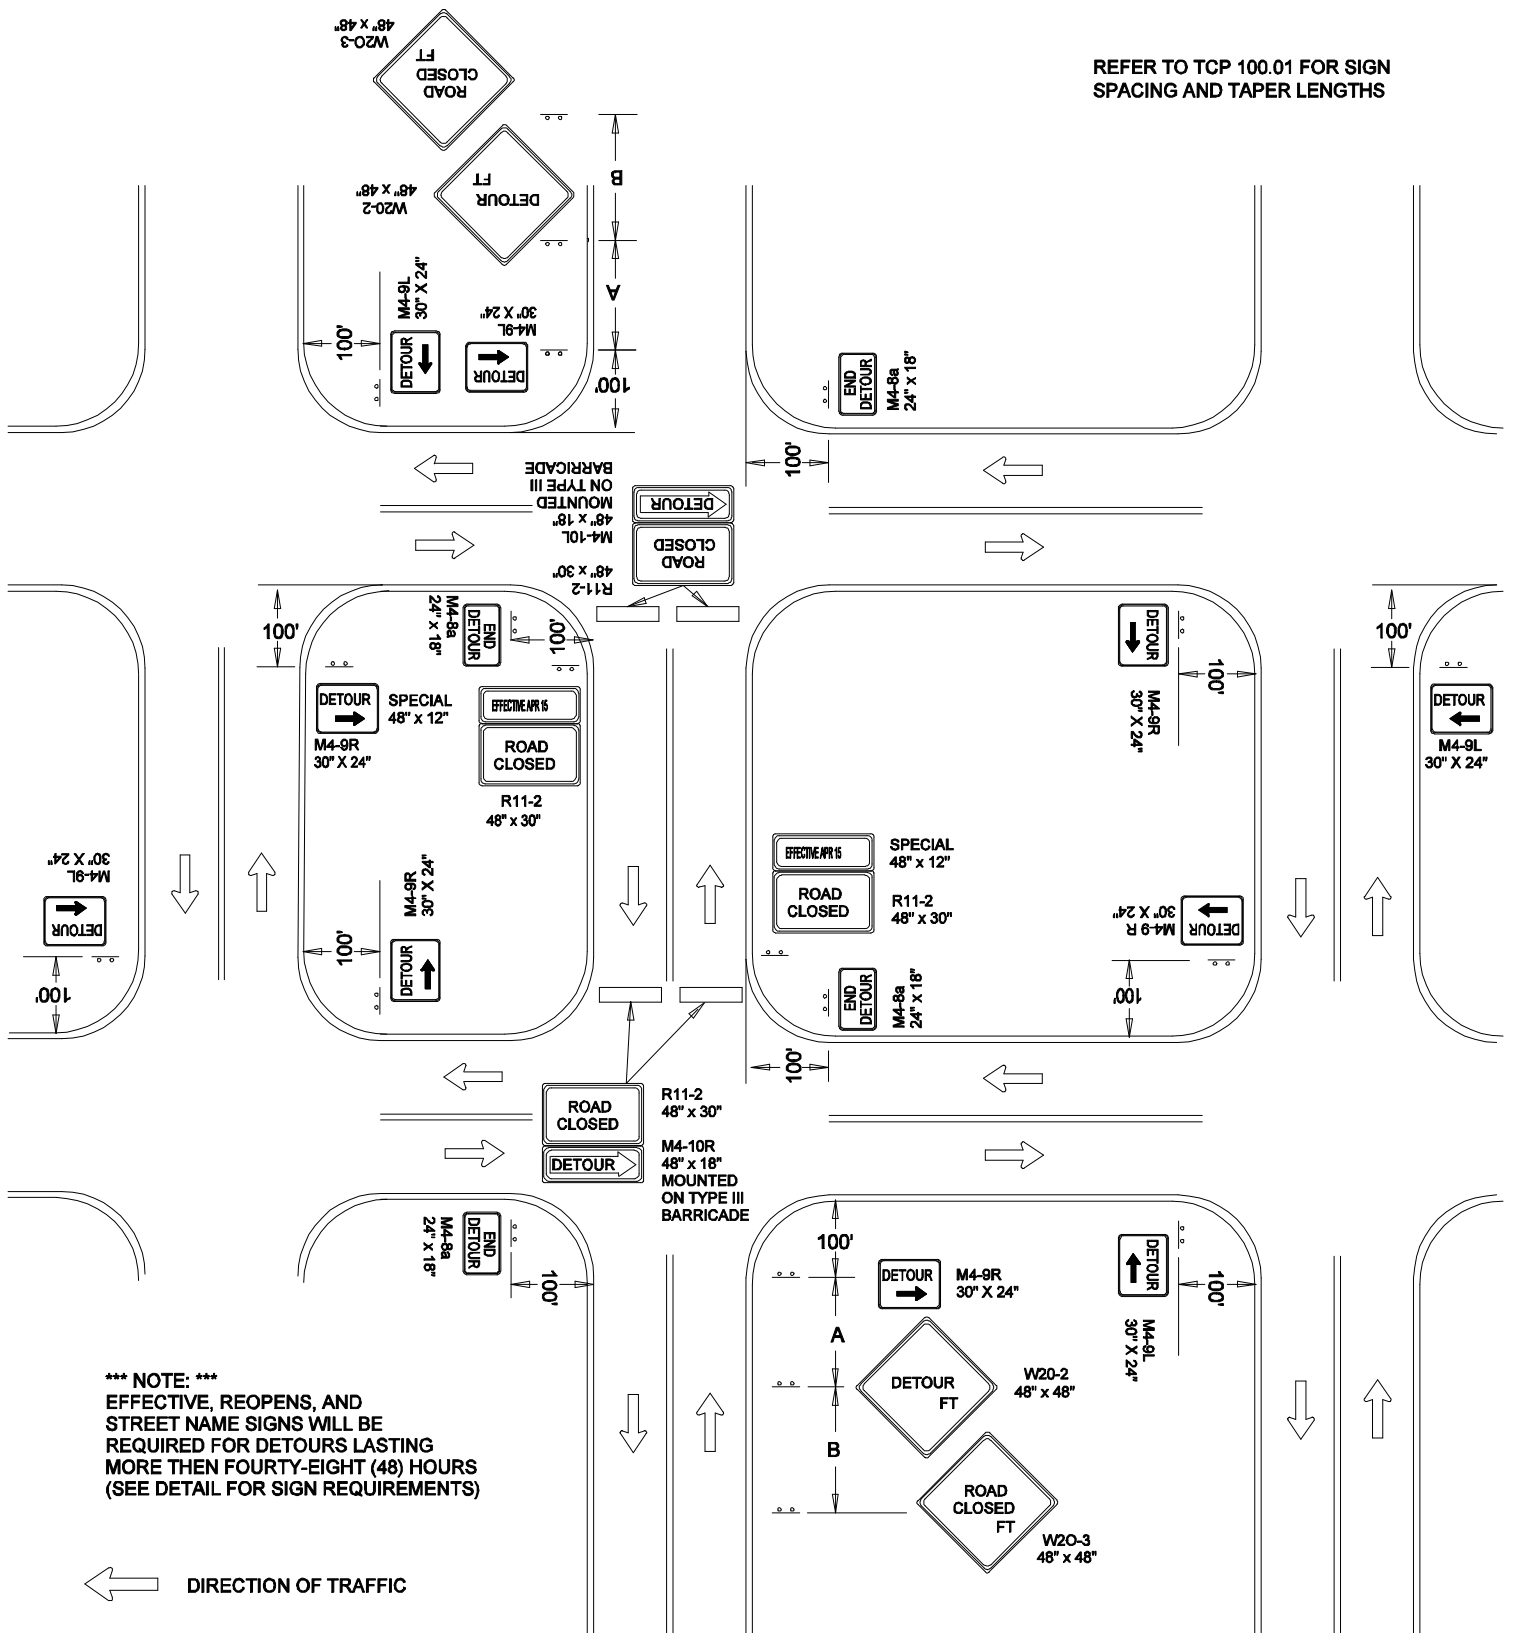 REFER TO TCP 100.01 FOR SIGN
SPACING AND TAPER LENGTHS
W2O-3
48" x 48"
ROAD
CLOSED
FT
W20-2
48" x 48"
DETOUR
FT
B
A
100'
M4-9L
30" X 24"
DETOUR
100'
M4-9L
30" X 24"
DETOUR
END
DETOUR
M4-8a
24" x 18"
100'
R11-2
48" x 30"
M4-10L
48" x 18"
MOUNTED
ON TYPE III
BARRICADE
ROAD
CLOSED
DETOUR
100'
M4-8a
24" x 18"
END
DETOUR
100'
DETOUR
M4-9R
30" X 24"
SPECIAL
48" x 12"
EFFECTIVE APR 15
ROAD
CLOSED
R11-2
48" x 30"
DETOUR
M4-9R
30" X 24"
100'
100'
DETOUR
M4-9L
30" X 24"
M4-9L
30" X 24"
DETOUR
100'
M4-9R
30" X 24"
DETOUR
100'
EFFECTIVE APR 15
ROAD
CLOSED
SPECIAL
48" x 12"
R11-2
48" x 30"
END
DETOUR
M4-8a
24" x 18"
100'
M4-9 R
30" X 24"
DETOUR
100'
ROAD
CLOSED
DETOUR
R11-2
48" x 30"
M4-10R
48" x 18"
MOUNTED
ON TYPE III
BARRICADE
M4-8a
24" x 18"
END
DETOUR
100'
100'
DETOUR
M4-9R
30" X 24"
A
DETOUR
FT
W20-2
48" x 48"
B
ROAD
CLOSED
FT
W2O-3
48" x 48"
DETOUR
M4-9L
30" X 24"
100'
*** NOTE: ***
EFFECTIVE, REOPENS, AND
STREET NAME SIGNS WILL BE
REQUIRED FOR DETOURS LASTING
MORE THEN FOURTY-EIGHT (48) HOURS
(SEE DETAIL FOR SIGN REQUIREMENTS)
DIRECTION OF TRAFFIC